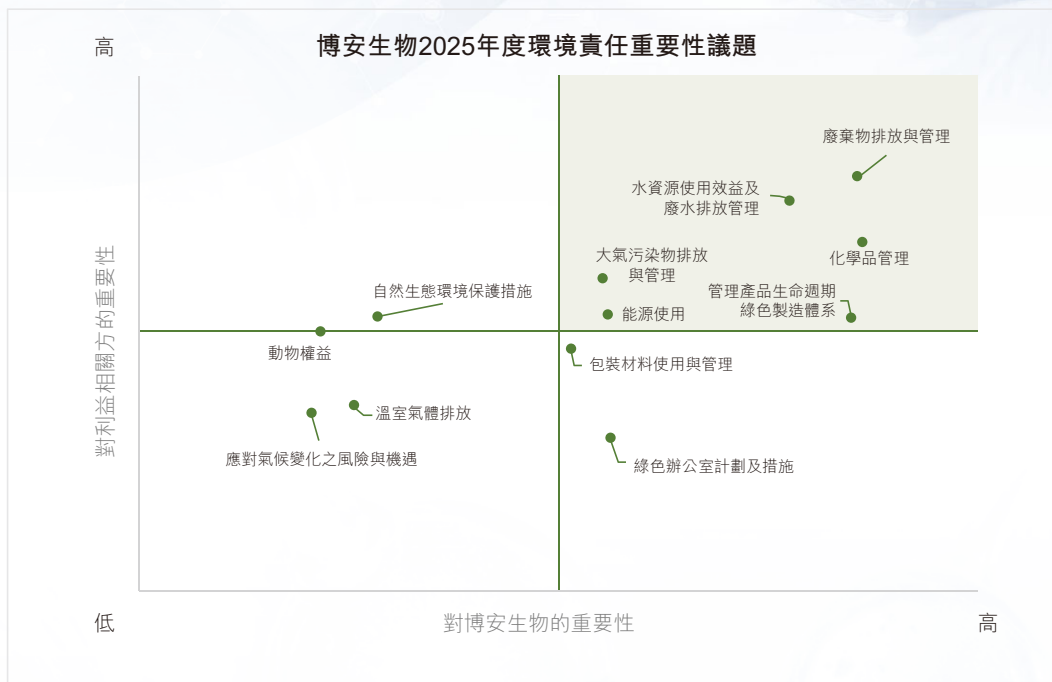 高
博安生物2025年度環境責任重要性議題
廢棄物排放與管理
水資源使用效益及
廢水排放管理
化學品管理
大氣污染物排放
與管理
管理產品生命週期
綠色製造體系
能源使用
自然生態環境保護措施
動物權益
包裝材料使用與管理
溫室氣體排放
應對氣候變化之風險與機遇
綠色辦公室計劃及措施
對利益相關方的重要性
低
對博安生物的重要性
高